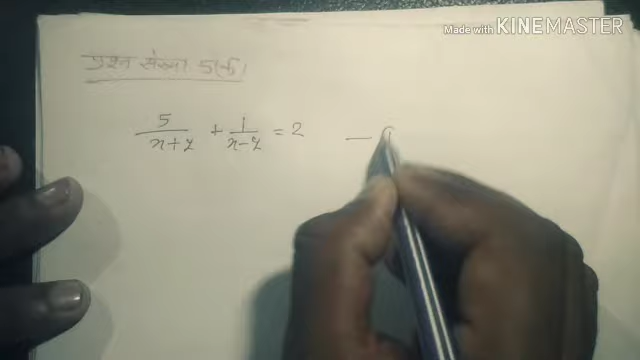 Made with KINEMASTER
प्रश्न संख्या 5(क)
5/(x+y) + 1/(x-y) = 2 —